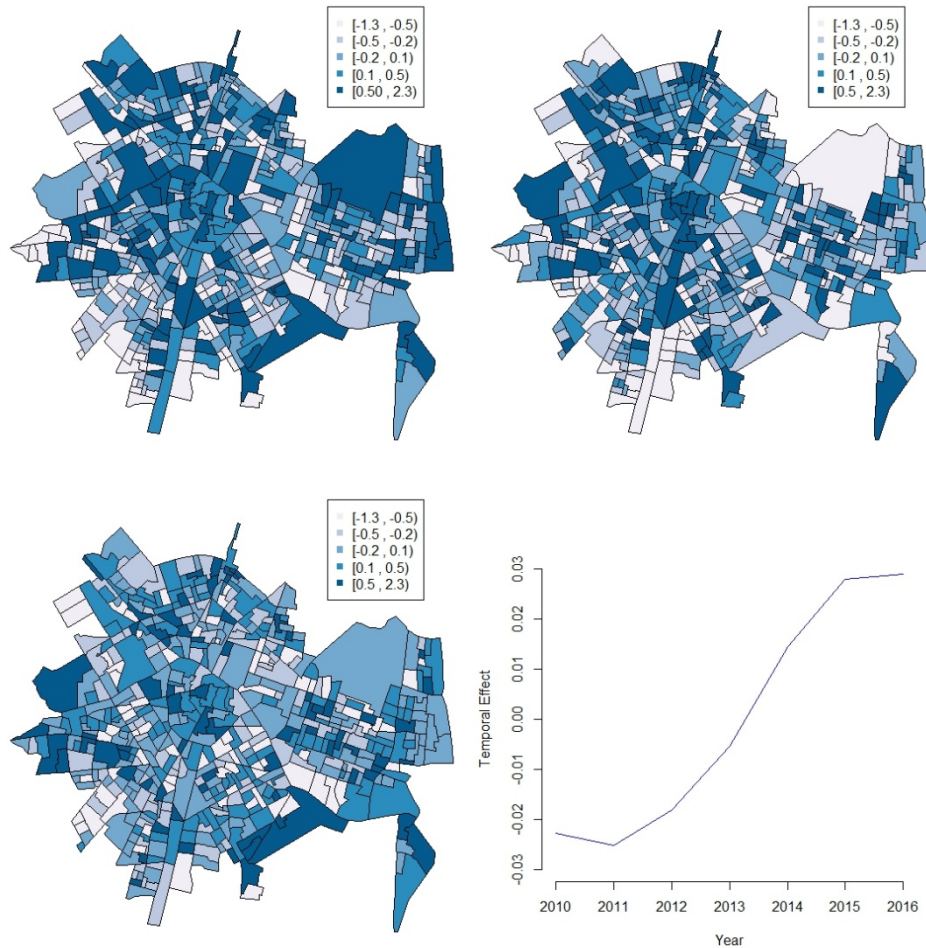 [-1.3 , -0.5)
[-0.5 , -0.2)
[-0.2 , 0.1)
[0.1 , 0.5)
[0.50 , 2.3)
[-1.3 , -0.5)
[-0.5 , -0.2)
[-0.2 , 0.1)
[0.1 , 0.5)
[0.5 , 2.3)
[-1.3 , -0.5)
[-0.5 , -0.2)
[-0.2 , 0.1)
[0.1 , 0.5)
[0.5 , 2.3)
Temporal Effect
0.03
0.02
0.01
0.00
-0.01
-0.02
-0.03
2010 2011 2012 2013 2014 2015 2016
Year